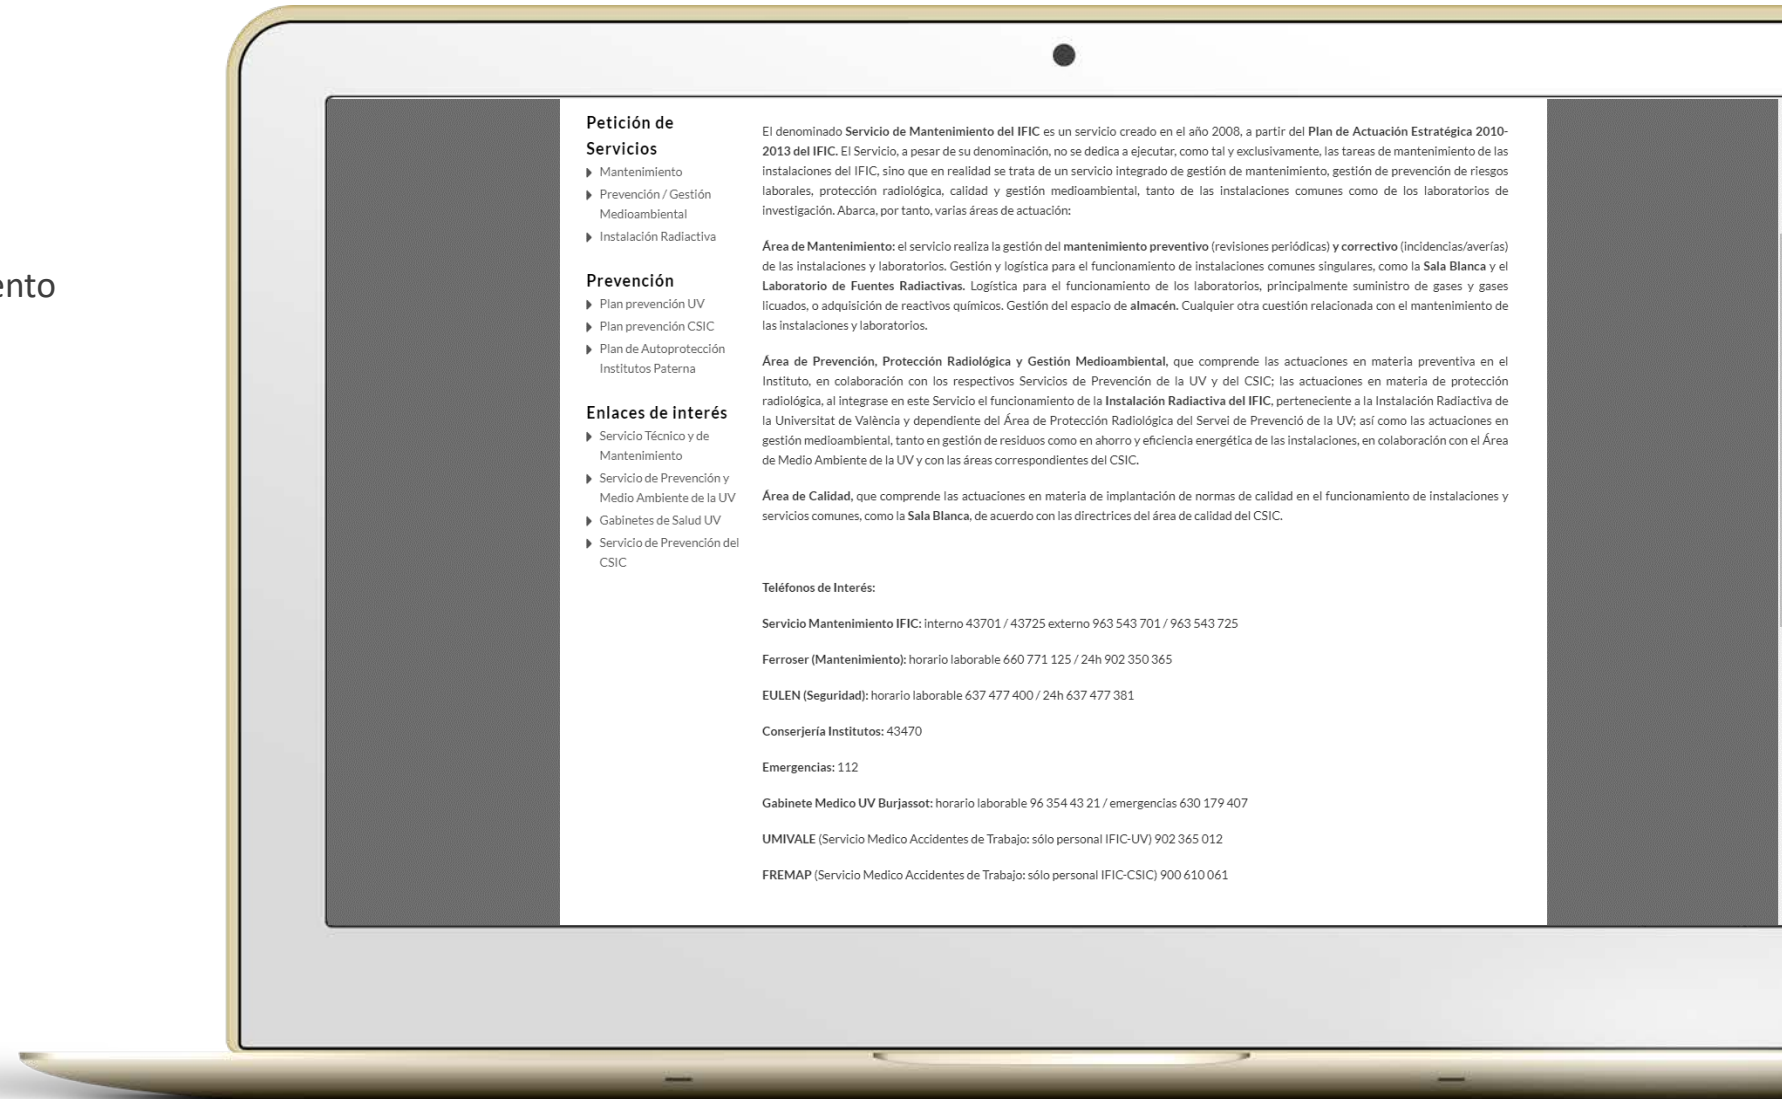 ento
Petición de
Servicios
Mantenimiento
Prevención / Gestión
Medioambiental
Instalación Radiactiva
Prevención
Plan prevención UV
Plan prevención CSIC
Plan de Autoprotección
Institutos Paterna
Enlaces de interés
Servicio Técnico y de
Mantenimiento
Servicio de Prevención y
Medio Ambiente de la UV
Gabinetes de Salud UV
Servicio de Prevención del
CSIC
El denominado Servicio de Mantenimiento del IFIC es un servicio creado en el año 2008, a partir del Plan de Actuación Estratégica 2010-
2013 del IFIC. El Servicio, a pesar de su denominación, no se dedica a ejecutar, como tal y exclusivamente, las tareas de mantenimiento de las
instalaciones del IFIC, sino que en realidad se trata de un servicio integrado de gestión de mantenimiento, gestión de prevención de riesgos
laborales, protección radiológica, calidad y gestión medioambiental, tanto de las instalaciones comunes como de los laboratorios de
investigación. Abarca, por tanto, varias áreas de actuación:
Área de Mantenimiento: el servicio realiza la gestión del mantenimiento preventivo (revisiones periódicas) y correctivo (incidencias/averías)
de las instalaciones y laboratorios. Gestión y logística para el funcionamiento de instalaciones comunes singulares, como la Sala Blanca y el
Laboratorio de Fuentes Radiactivas. Logística para el funcionamiento de los laboratorios, principalmente suministro de gases y gases
licuados, o adquisición de reactivos químicos. Gestión del espacio de almacén. Cualquier otra cuestión relacionada con el mantenimiento de
las instalaciones y laboratorios.
Área de Prevención, Protección Radiológica y Gestión Medioambiental, que comprende las actuaciones en materia preventiva en el
Instituto, en colaboración con los respectivos Servicios de Prevención de la UV y del CSIC; las actuaciones en materia de protección
radiológica, al integrase en este Servicio el funcionamiento de la Instalación Radiactiva del IFIC, perteneciente a la Instalación Radiactiva de
la Universitat de València y dependiente del Área de Protección Radiológica del Servei de Prevenció de la UV; así como las actuaciones en
gestión medioambiental, tanto en gestión de residuos como en ahorro y eficiencia energética de las instalaciones, en colaboración con el Área
de Medio Ambiente de la UV y con las áreas correspondientes del CSIC.
Área de Calidad, que comprende las actuaciones en materia de implantación de normas de calidad en el funcionamiento de instalaciones y
servicios comunes, como la Sala Blanca, de acuerdo con las directrices del área de calidad del CSIC.
Teléfonos de Interés:
Servicio Mantenimiento IFIC: interno 43701 / 43725 externo 963 543 701 / 963 543 725
Ferroser (Mantenimiento): horario laborable 660 771 125 / 24h 902 350 365
EULEN (Seguridad): horario laborable 637 477 400 / 24h 637 477 381
Conserjería Institutos: 43470
Emergencias: 112
Gabinete Medico UV Burjassot: horario laborable 96 354 43 21 / emergencias 630 179 407
UMIVALE (Servicio Medico Accidentes de Trabajo: sólo personal IFIC-UV) 902 365 012
FREMAP (Servicio Medico Accidentes de Trabajo: sólo personal IFIC-CSIC) 900 610 061